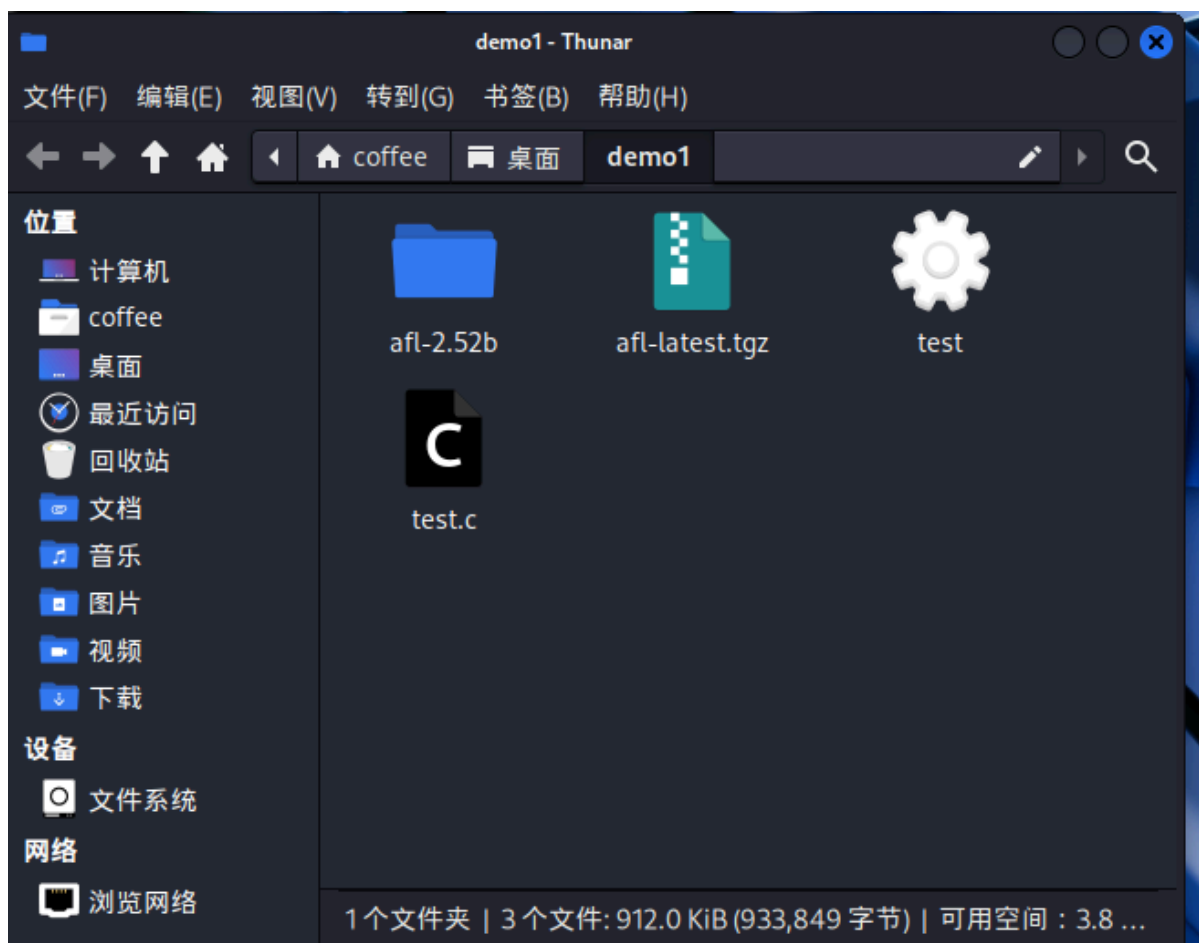 demo1 - Thunar
文件(F) 编辑(E) 视图(V) 转到(G) 书签(B) 帮助(H)
coffee 桌面 demo1
位置
计算机
coffee
桌面
最近访问
回收站
文档
音乐
图片
视频
下载
设备
文件系统
网络
浏览网络
afl-2.52b afl-latest.tgz test
C
test.c
1个文件夹 | 3个文件: 912.0 KiB (933,849 字节) | 可用空间：3.8 ...